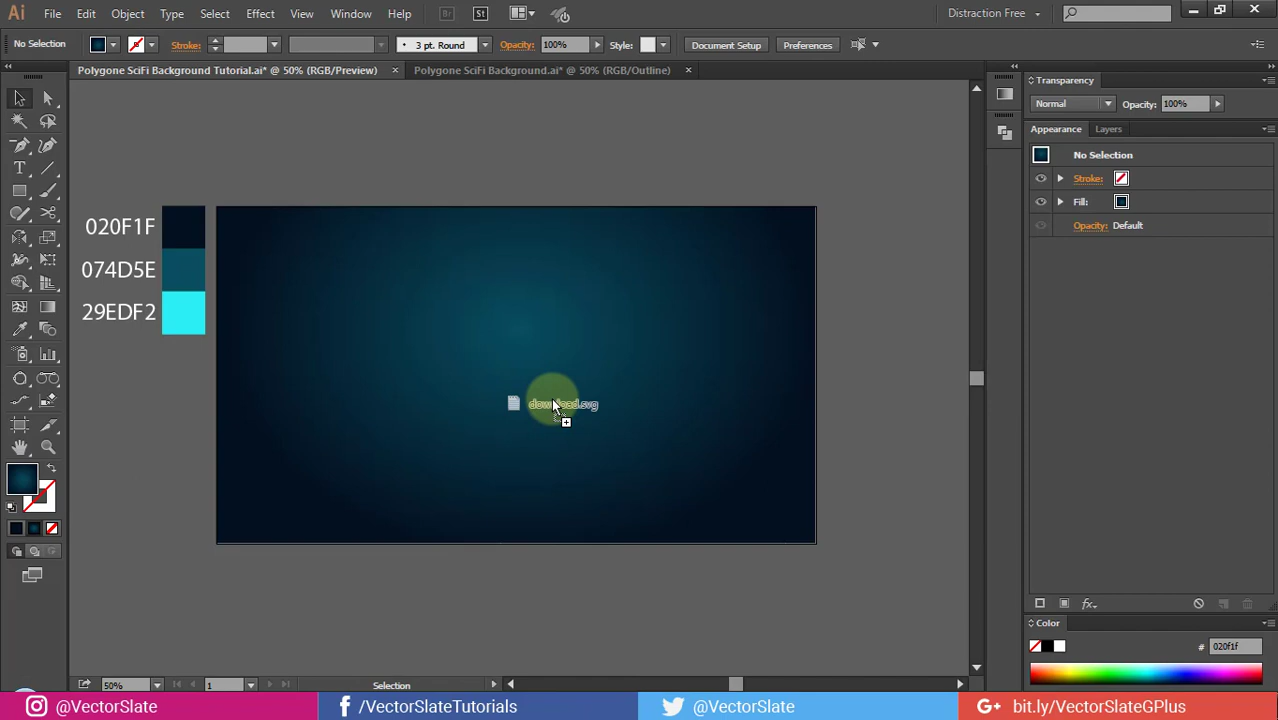 Ai File Edit Object Type Select Effect View Window Help Br St Distraction Free
No Selection Stroke: 3 pt. Round Opacity: 100% Style: Document Setup Preferences
Polygone SciFi Background Tutorial.ai* @ 50% (RGB/Preview) × Polygone SciFi Background.ai* @ 50% (RGB/Outline) ×
Transparency
Normal Opacity: 100%
Appearance Layers
No Selection
Stroke:
Fill:
Opacity: Default
020F1F
074D5E
29EDF2
download.svg
Color
# 020f1f
50% 1 Selection
@VectorSlate /VectorSlateTutorials @VectorSlate G+ bit.ly/VectorSlateGPlus